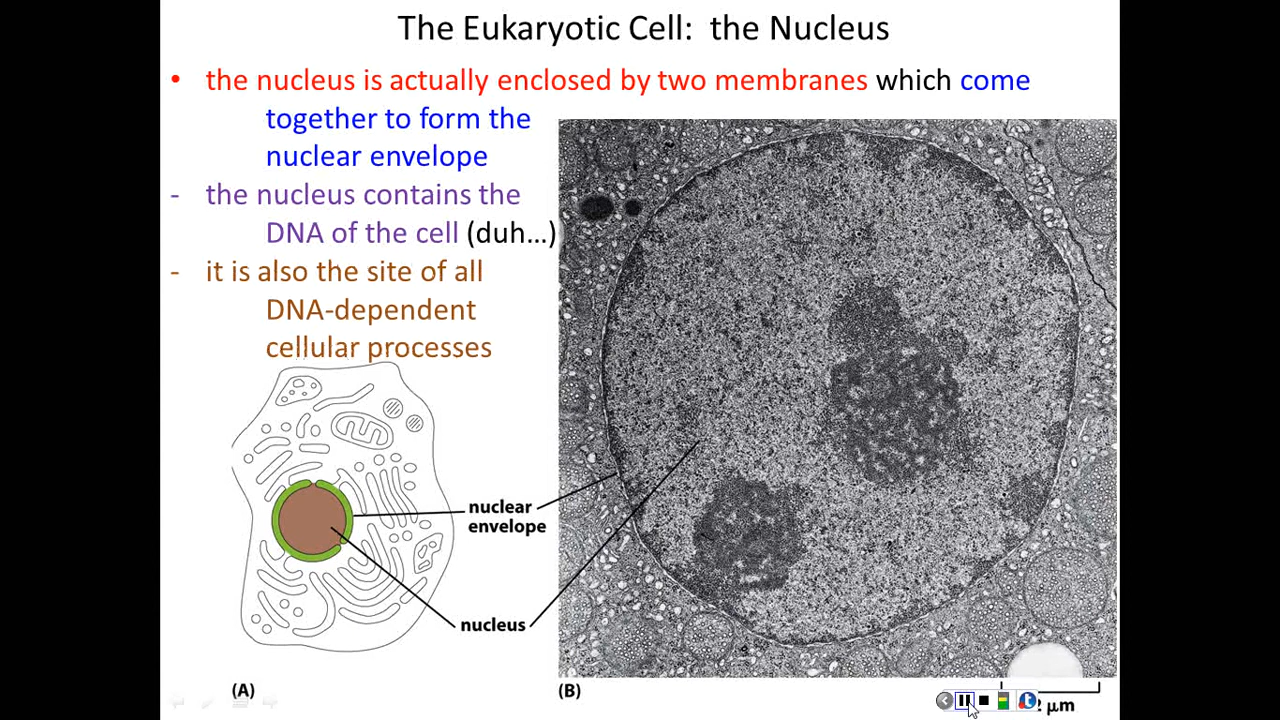 The Eukaryotic Cell: the Nucleus
• the nucleus is actually enclosed by two membranes which come
together to form the
nuclear envelope
- the nucleus contains the
DNA of the cell (duh...)
- it is also the site of all
DNA-dependent
cellular processes
nuclear
envelope
nucleus
(A)
(B)
2 μm